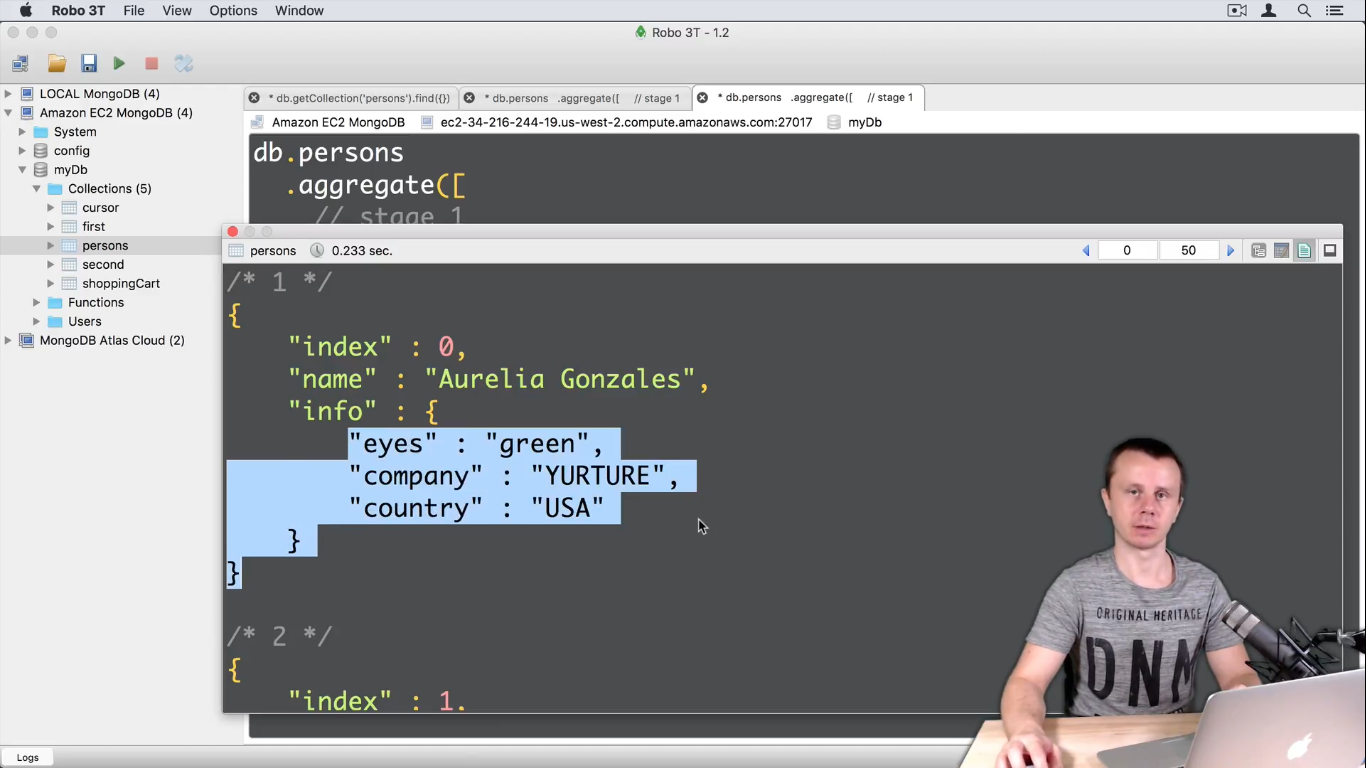 Robo 3T File View Options Window
Robo 3T - 1.2
LOCAL MongoDB (4)
Amazon EC2 MongoDB (4)
System
config
myDb
Collections (5)
cursor
first
persons
second
shoppingCart
Functions
Users
MongoDB Atlas Cloud (2)
* db.getCollection('persons').find({}) * db.persons .aggregate([ // stage 1 * db.persons .aggregate([ // stage 1
Amazon EC2 MongoDB ec2-34-216-244-19.us-west-2.compute.amazonaws.com:27017 myDb
db.persons
.aggregate([
// stage 1
persons 0.233 sec. 0 50
/* 1 */
{
"index" : 0,
"name" : "Aurelia Gonzales",
"info" : {
"eyes" : "green",
"company" : "YURTURE",
"country" : "USA"
}
}
/* 2 */
{
"index" : 1,
ORIGINAL HERITAGE
DNM
Logs